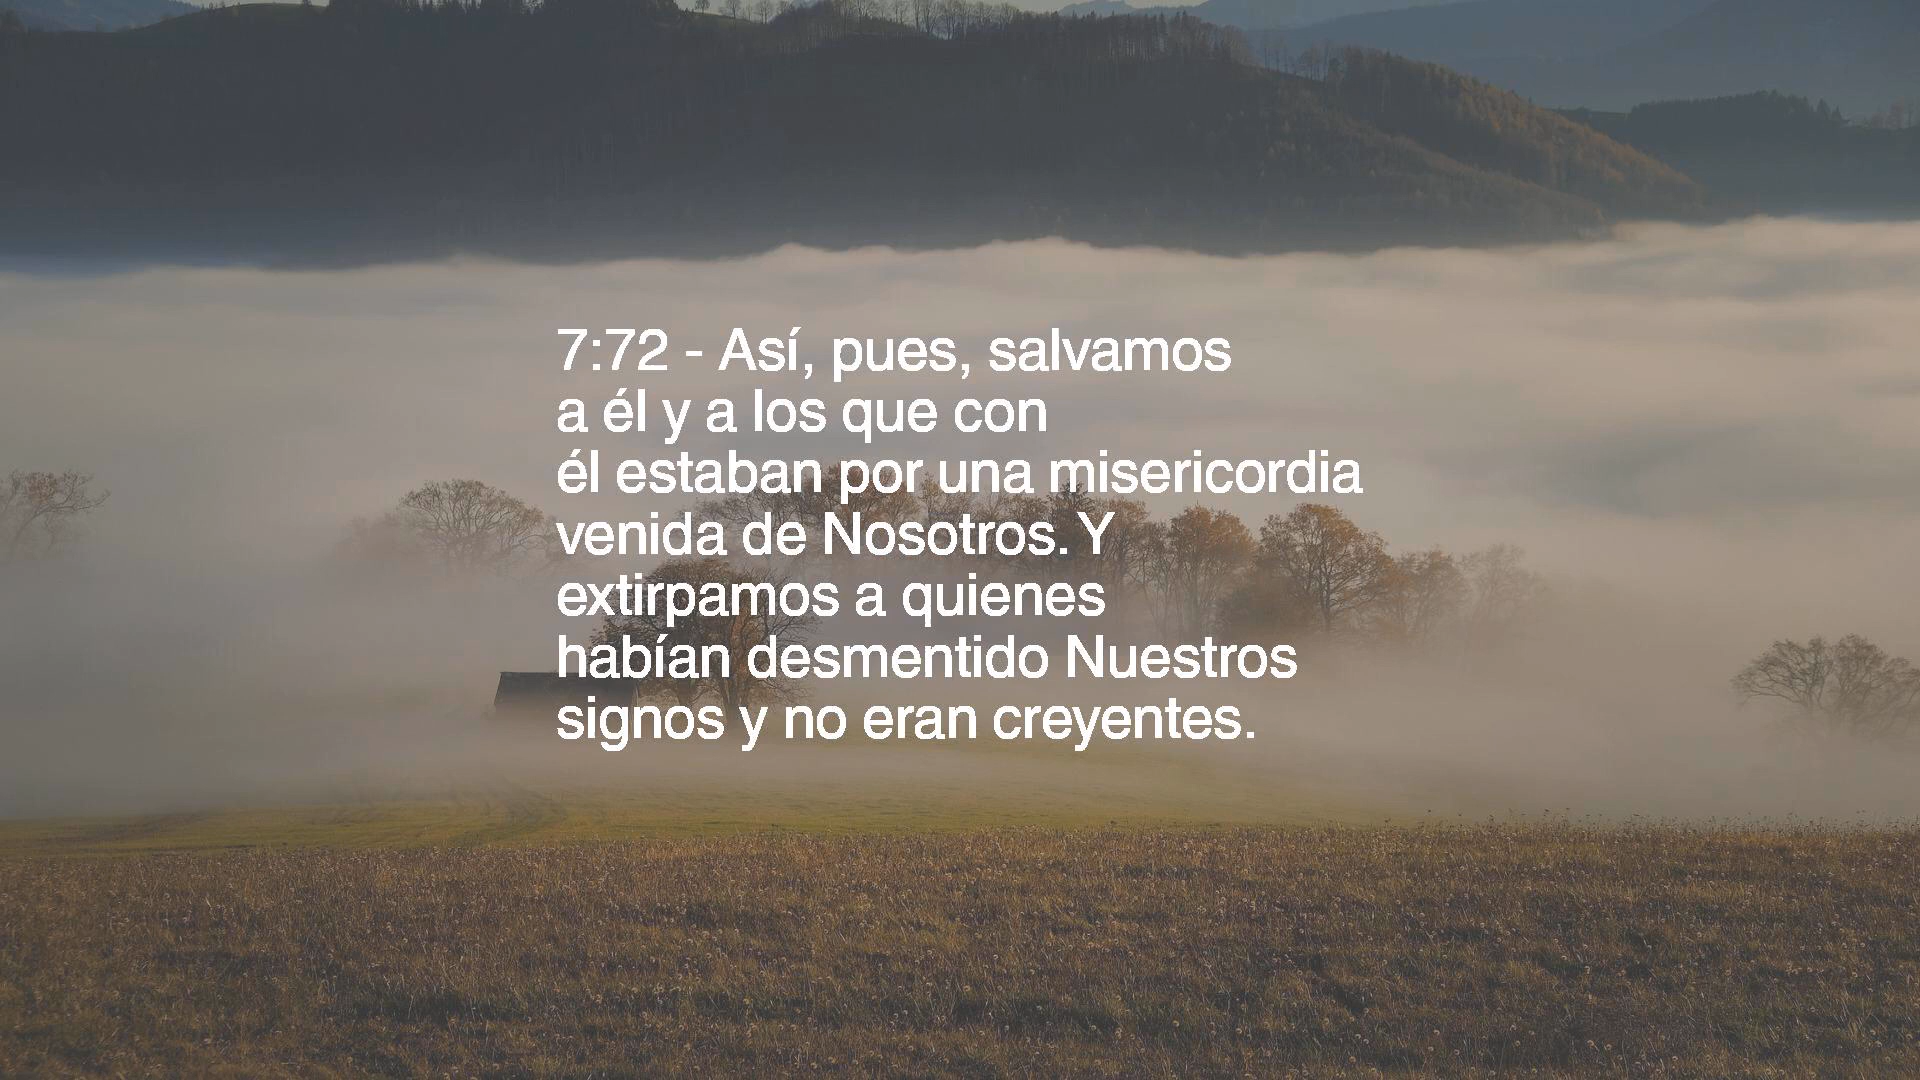 7:72 - Así, pues, salvamos
a él y a los que con
él estaban por una misericordia
venida de Nosotros. Y
extirpamos a quienes
habían desmentido Nuestros
signos y no eran creyentes.